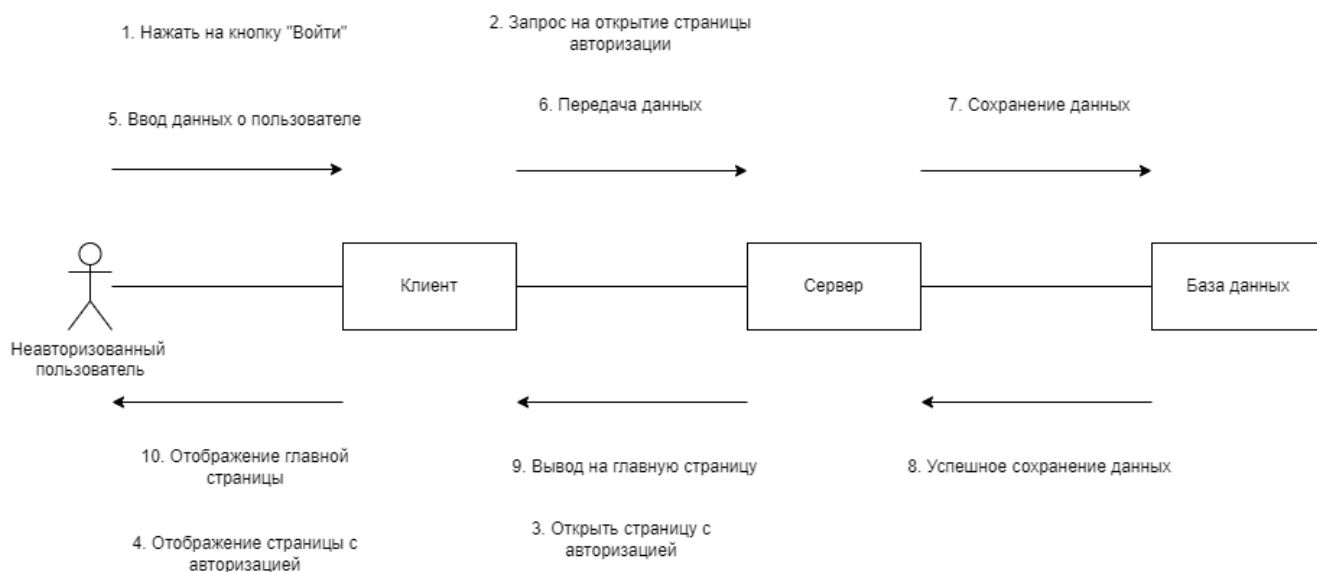 1. Нажать на кнопку "Войти"
2. Запрос на открытие страницы
авторизации
5. Ввод данных о пользователе
6. Передача данных
7. Сохранение данных
Неавторизованный
пользователь
Клиент
Сервер
База данных
10. Отображение главной
страницы
9. Вывод на главную страницу
8. Успешное сохранение данных
4. Отображение страницы с
авторизацией
3. Открыть страницу с
авторизацией